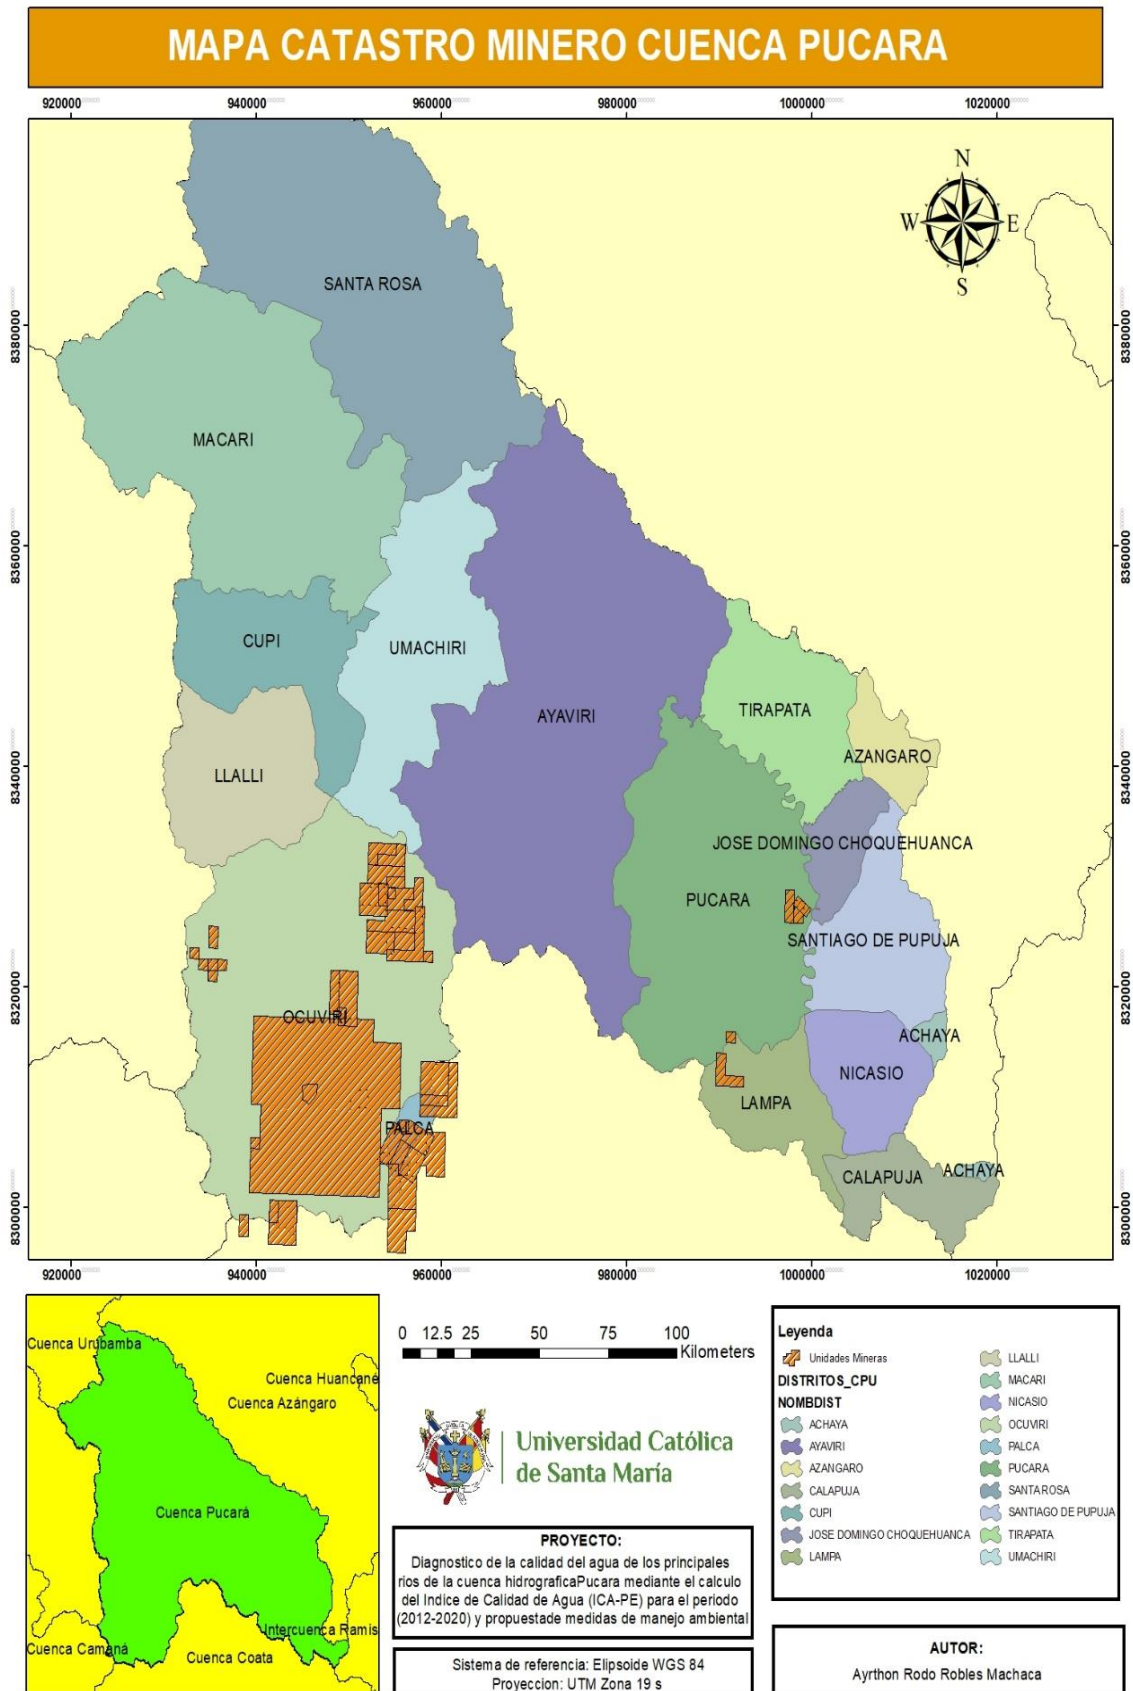 MAPA CATASTRO MINERO CUENCA PUCARA
920000 940000 960000 980000 1000000 1020000
N
W E
S
SANTA ROSA
8380000 8380000
MACARI
8360000 8360000
CUPI
UMACHIRI
TIRAPATA
AYAVIRI
AZANGARO
8340000 8340000
LLALLI
JOSE DOMINGO CHOQUEHUANCA
PUCARA
SANTIAGO DE PUPUJA
8320000 8320000
OCUVIRI
ACHAYA
NICASIO
LAMPA
PALCA
CALAPUJA
ACHAYA
8300000 8300000
920000 940000 960000 980000 1000000 1020000
Cuenca Urubamba
Cuenca Huancané
Cuenca Azángaro
Cuenca Pucará
Intercuenca Ramis
Cuenca Camaná
Cuenca Coata
0 12.5 25 50 75 100
Kilometers
Universidad Católica
de Santa María
PROYECTO:
Diagnostico de la calidad del agua de los principales
rios de la cuenca hidrograficaPucara mediante el calculo
del Indice de Calidad de Agua (ICA-PE) para el periodo
(2012-2020) y propuestade medidas de manejo ambiental
Sistema de referencia: Elipsoide WGS 84
Proyeccion: UTM Zona 19 s
Leyenda
Unidades Mineras
DISTRITOS_CPU
NOMBDIST
ACHAYA
AYAVIRI
AZANGARO
CALAPUJA
CUPI
JOSE DOMINGO CHOQUEHUANCA
LAMPA
LLALLI
MACARI
NICASIO
OCUVIRI
PALCA
PUCARA
SANTA ROSA
SANTIAGO DE PUPUJA
TIRAPATA
UMACHIRI
AUTOR:
Ayrthon Rodo Robles Machaca